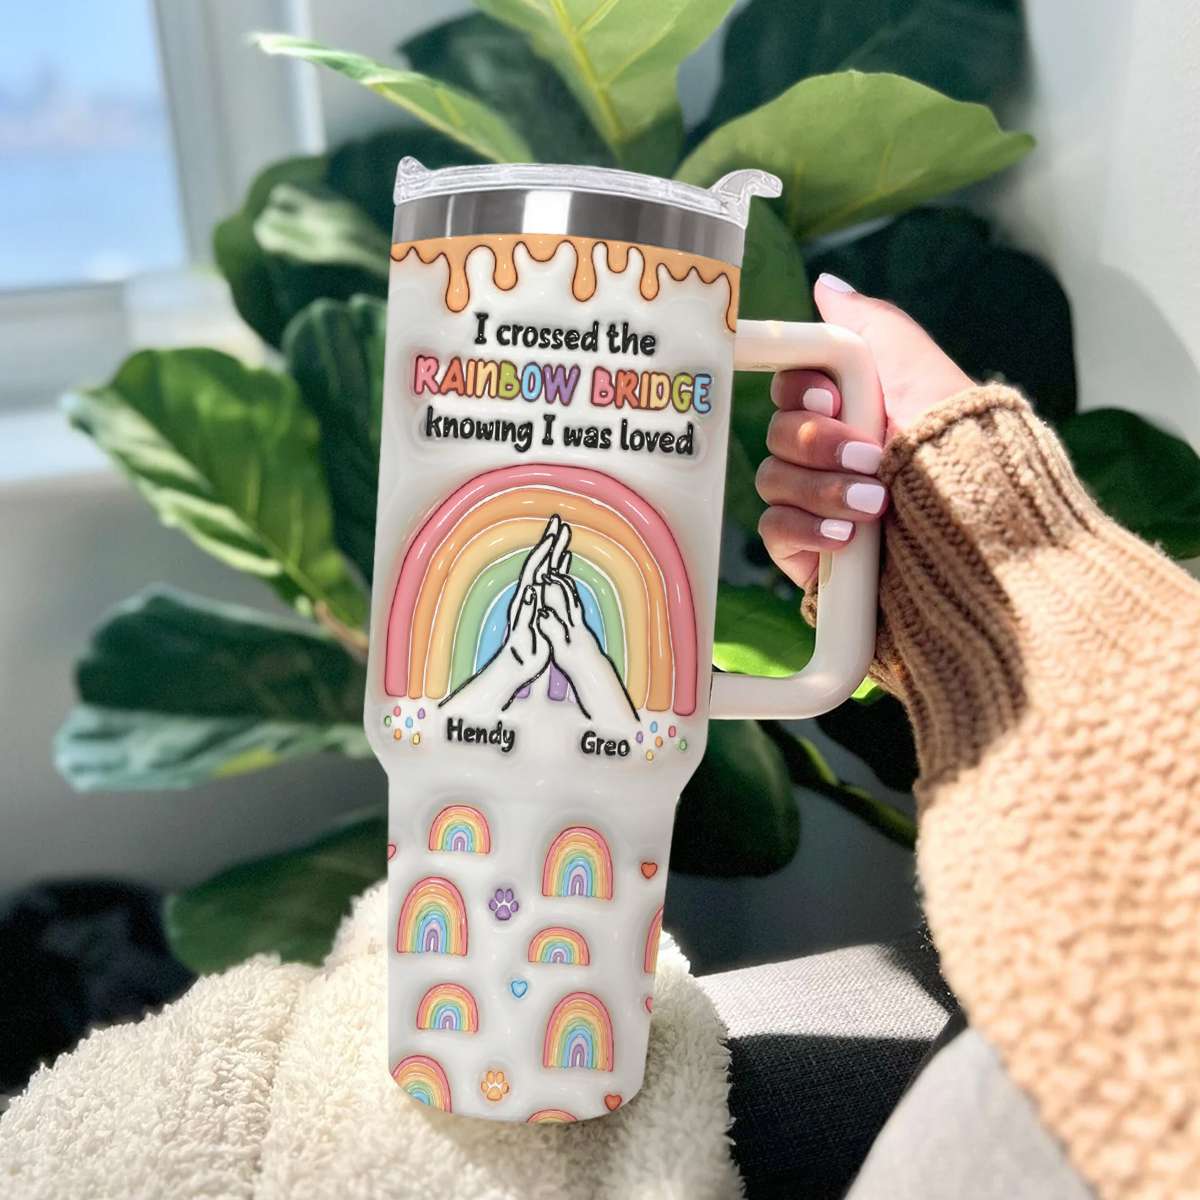 I crossed the
RAINBOW BRIDGE
knowing I was loved
Hendy Greo